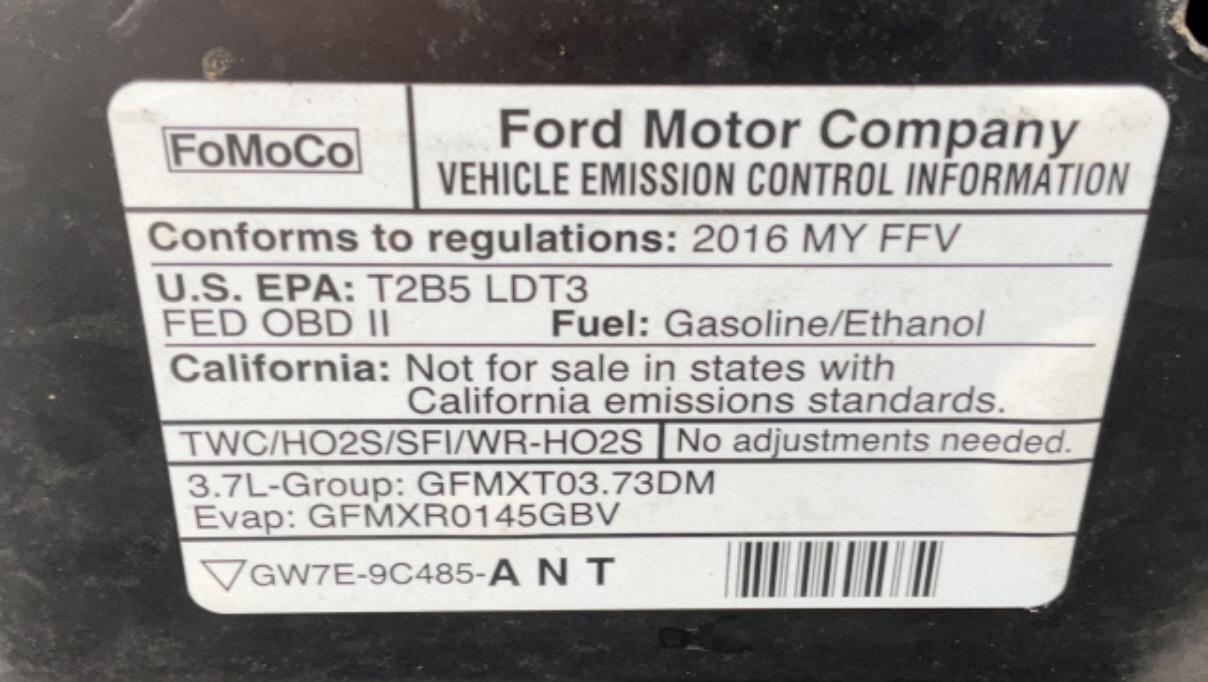 FoMoCo
Ford Motor Company
VEHICLE EMISSION CONTROL INFORMATION
Conforms to regulations: 2016 MY FFV
U.S. EPA: T2B5 LDT3
FED OBD II Fuel: Gasoline/Ethanol
California: Not for sale in states with
California emissions standards.
TWC/HO2S/SFI/WR-HO2S No adjustments needed.
3.7L-Group: GFMXT03.73DM
Evap: GFMXR0145GBV
▽GW7E-9C485-A N T